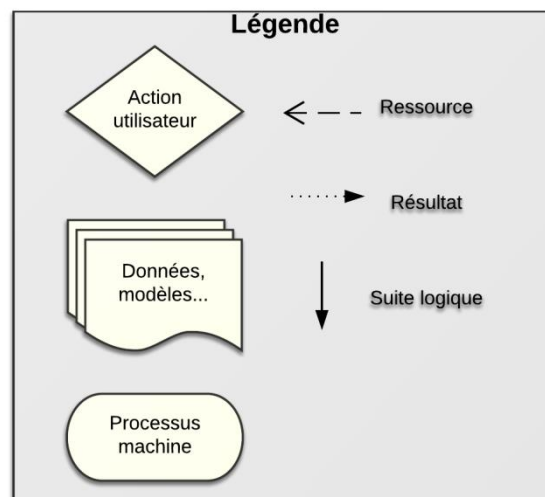 Légende
Action
utilisateur
Ressource
Résultat
Données,
modèles...
Suite logique
Processus
machine